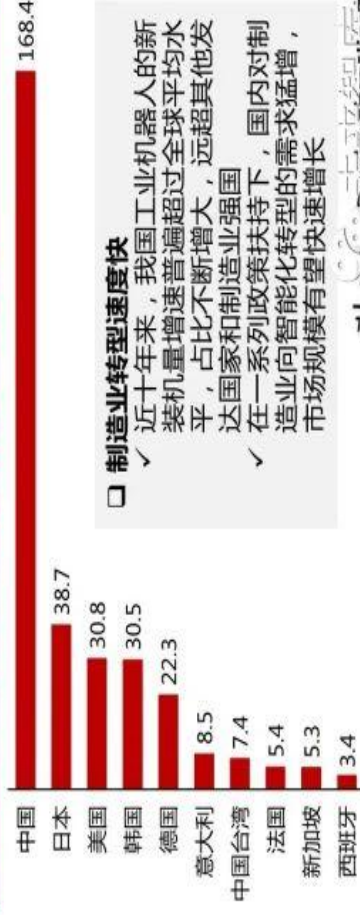 中国
168.4
日本
38.7
美国
30.8
韩国
30.5
德国
22.3
意大利
8.5
中国台湾
7.4
法国
5.4
新加坡
5.3
西班牙
3.4
❑ 制造业转型速度快
✓ 近十年来，我国工业机器人的新
装机量增速普遍超过全球平均水
平，占比不断增大，远超其他发
达国家和制造业强国
✓ 在一系列政策扶持下，国内对制
造业向智能化转型的需求猛增，
市场规模有望快速增长